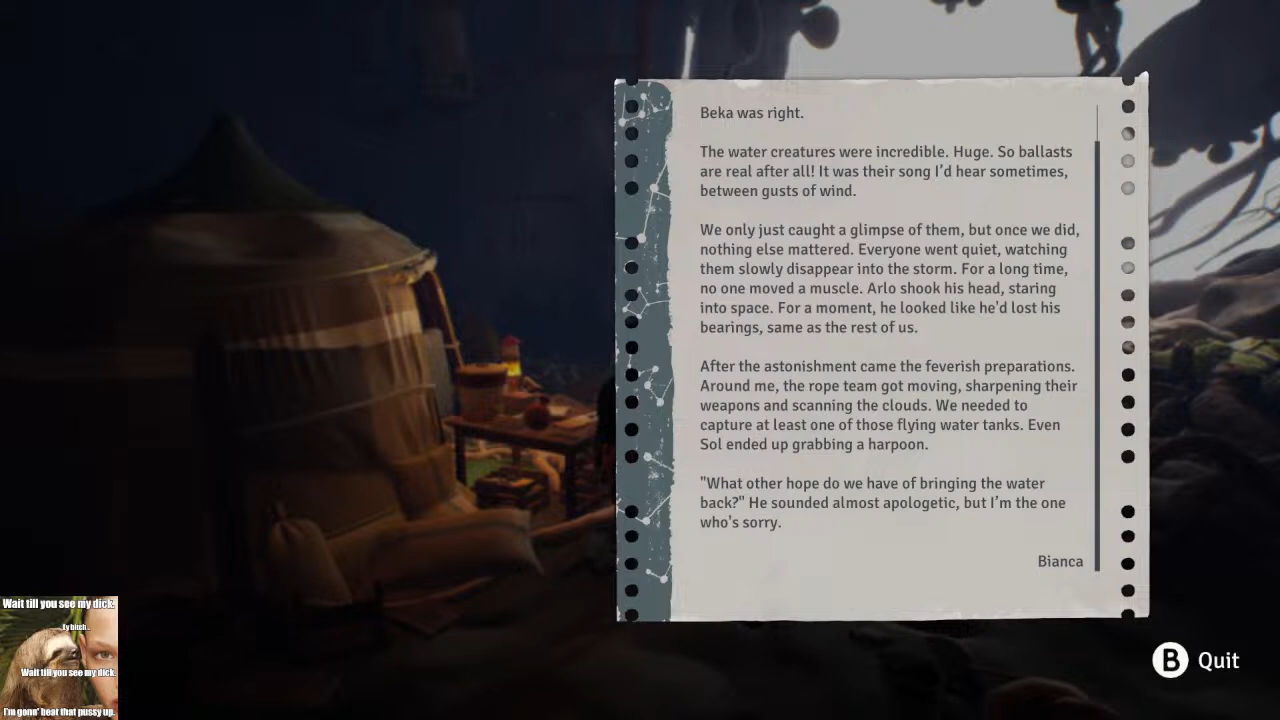 Beka was right.
The water creatures were incredible. Huge. So ballasts
are real after all! It was their song I'd hear sometimes,
between gusts of wind.
We only just caught a glimpse of them, but once we did,
nothing else mattered. Everyone went quiet, watching
them slowly disappear into the storm. For a long time,
no one moved a muscle. Arlo shook his head, staring
into space. For a moment, he looked like he'd lost his
bearings, same as the rest of us.
After the astonishment came the feverish preparations.
Around me, the rope team got moving, sharpening their
weapons and scanning the clouds. We needed to
capture at least one of those flying water tanks. Even
Sol ended up grabbing a harpoon.
"What other hope do we have of bringing the water
back?" He sounded almost apologetic, but I'm the one
who's sorry.
Bianca
B Quit
Wait till you see my dick.
Ey bitch..
Wait till you see my dick.
I'm gonn' beat that pussy up.